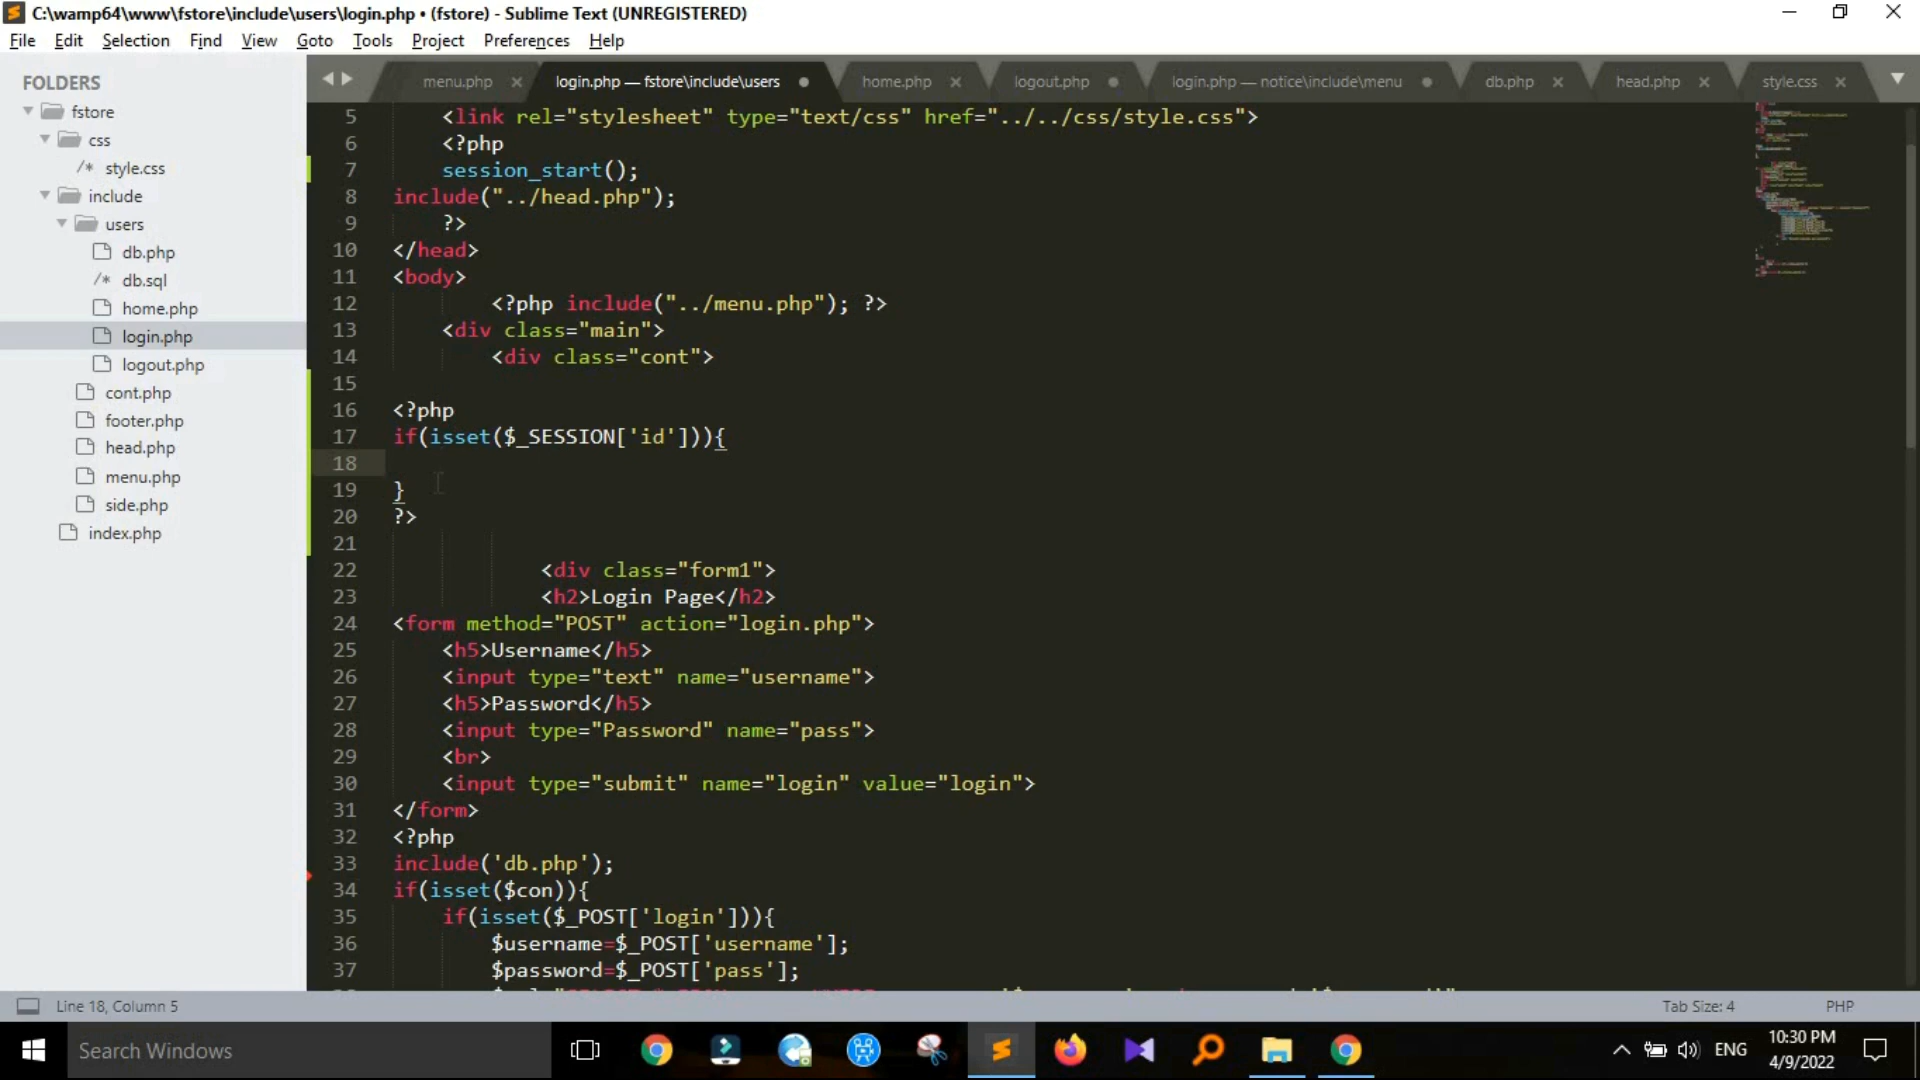 C:\wamp64\www\fstore\include\users\login.php • (fstore) - Sublime Text (UNREGISTERED)
File Edit Selection Find View Goto Tools Project Preferences Help
FOLDERS
fstore
css
/* style.css
include
users
db.php
/* db.sql
home.php
login.php
logout.php
cont.php
footer.php
head.php
menu.php
side.php
index.php
menu.php login.php — fstore\include\users home.php logout.php login.php — notice\include\menu db.php head.php style.css
5 <link rel="stylesheet" type="text/css" href="../../css/style.css">
6 <?php
7 session_start();
8 include("../head.php");
9 ?>
10 </head>
11 <body>
12 <?php include("../menu.php"); ?>
13 <div class="main">
14 <div class="cont">
15
16 <?php
17 if(isset($_SESSION['id'])){
18
19 }
20 ?>
21
22 <div class="form1">
23 <h2>Login Page</h2>
24 <form method="POST" action="login.php">
25 <h5>Username</h5>
26 <input type="text" name="username">
27 <h5>Password</h5>
28 <input type="Password" name="pass">
29 <br>
30 <input type="submit" name="login" value="login">
31 </form>
32 <?php
33 include('db.php');
34 if(isset($con)){
35 if(isset($_POST['login'])){
36 $username=$_POST['username'];
37 $password=$_POST['pass'];
Line 18, Column 5
Tab Size: 4 PHP
Search Windows
ENG
10:30 PM
4/9/2022